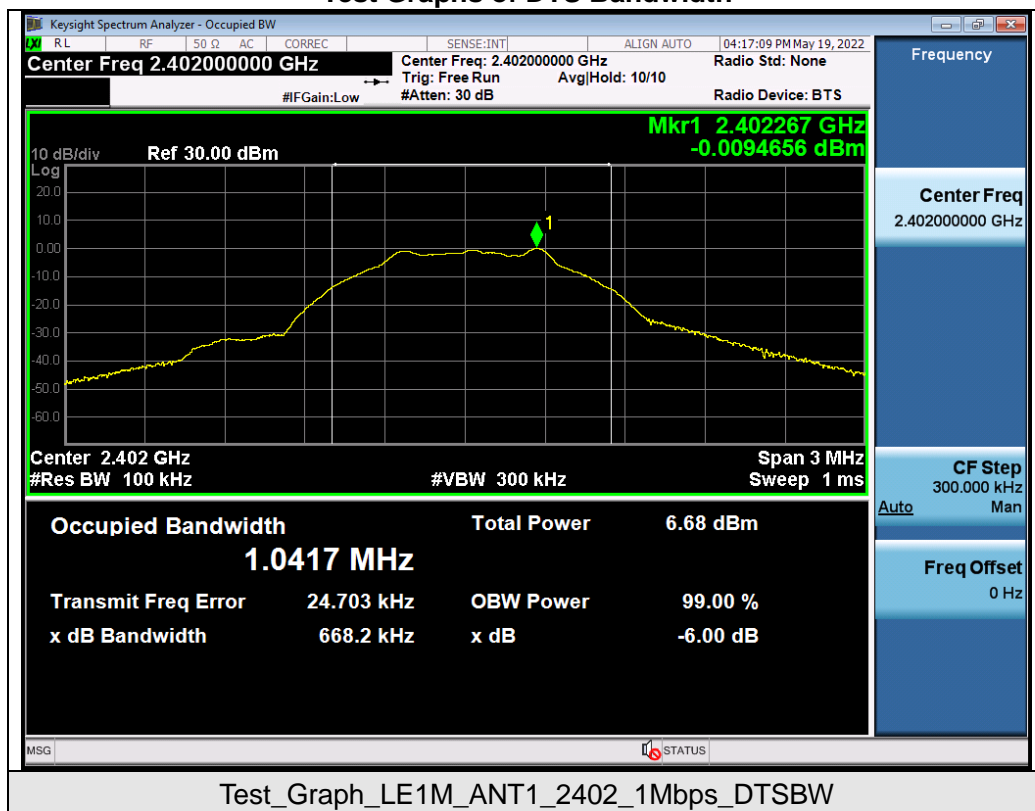 Test Graphs of DTS Bandwidth
Keysight Spectrum Analyzer - Occupied BW
LXI RL RF 50 Ω AC CORREC SENSE:INT ALIGN AUTO 04:17:09 PM May 19, 2022
Center Freq 2.402000000 GHz
Center Freq: 2.402000000 GHz
Radio Std: None
Trig: Free Run Avg|Hold: 10/10
#IFGain:Low
#Atten: 30 dB
Radio Device: BTS
Frequency
Mkr1 2.402267 GHz
-0.0094656 dBm
10 dB/div Ref 30.00 dBm
Log
20.0
10.0
0.00
-10.0
-20.0
-30.0
-40.0
-50.0
-60.0
1
Center 2.402 GHz
Span 3 MHz
#Res BW 100 kHz
#VBW 300 kHz
Sweep 1 ms
Center Freq
2.402000000 GHz
CF Step
300.000 kHz
Auto Man
Freq Offset
0 Hz
Occupied Bandwidth
1.0417 MHz
Total Power 6.68 dBm
Transmit Freq Error 24.703 kHz
OBW Power 99.00 %
x dB Bandwidth 668.2 kHz
x dB -6.00 dB
MSG
STATUS
Test_Graph_LE1M_ANT1_2402_1Mbps_DTSBW